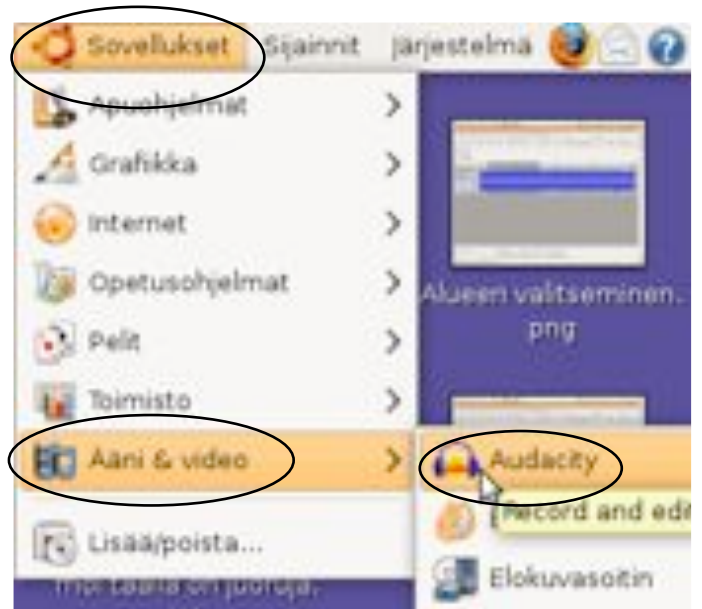 Sovellukset Sijainnit Järjestelmä
Apuohjelmat
Grafiikka
Internet
Opetusohjelmat
Pelit
Toimisto
Ääni & video
Lisää/poista...
Alueen valitseminen.
png
Audacity
Record and edi
Elokuvasoitin